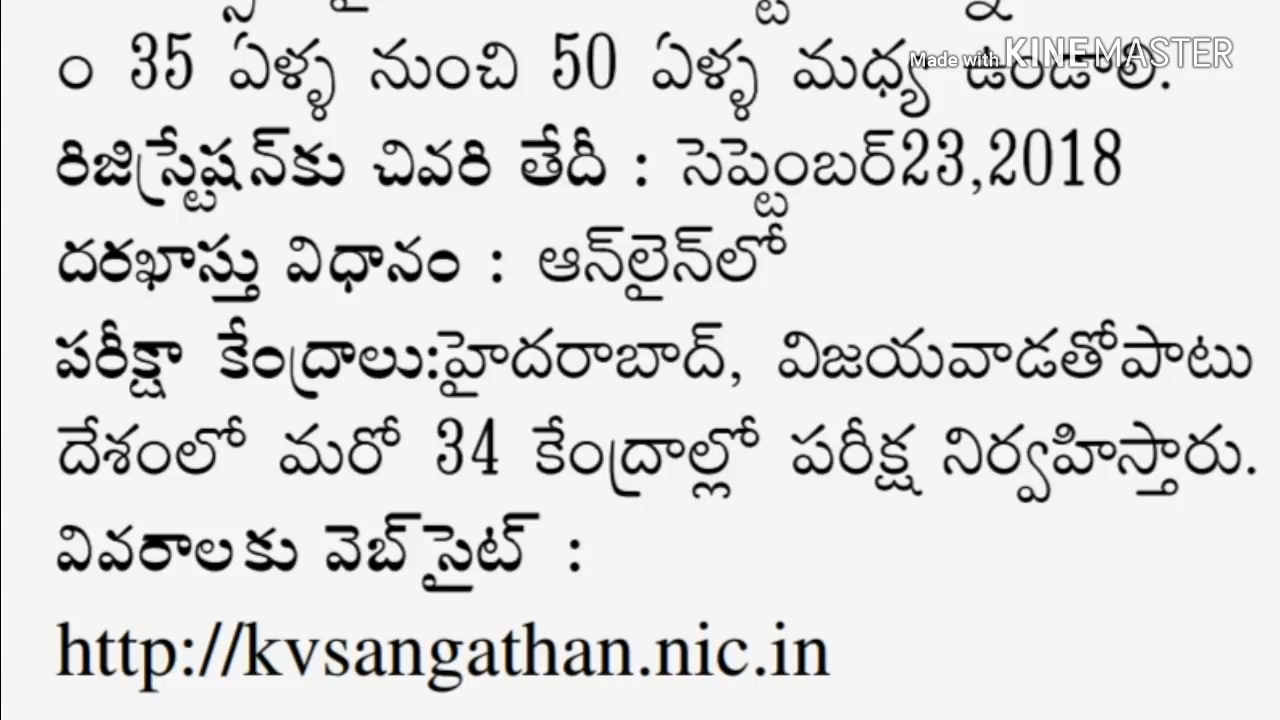 ం 35 ఏళ్ళ నుంచి 50 ఏళ్ళ మధ్య ఉండాలి.
Made with KINEMASTER
రిజిస్ట్రేషన్‌కు చివరి తేదీ : సెప్టెంబర్23,2018
దరఖాస్తు విధానం : ఆన్‌లైన్‌లో
పరీక్షా కేంద్రాలు:హైదరాబాద్, విజయవాడతోపాటు
దేశంలో మరో 34 కేంద్రాల్లో పరీక్ష నిర్వహిస్తారు.
వివరాలకు వెబ్‌సైట్ :
http://kvsangathan.nic.in